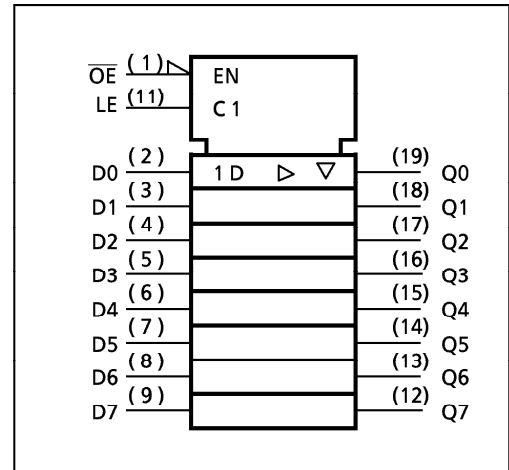 O̅E̅ (1) EN
LE (11) C1
D0 (2) 1D (19) Q0
D1 (3) (18) Q1
D2 (4) (17) Q2
D3 (5) (16) Q3
D4 (6) (15) Q4
D5 (7) (14) Q5
D6 (8) (13) Q6
D7 (9) (12) Q7